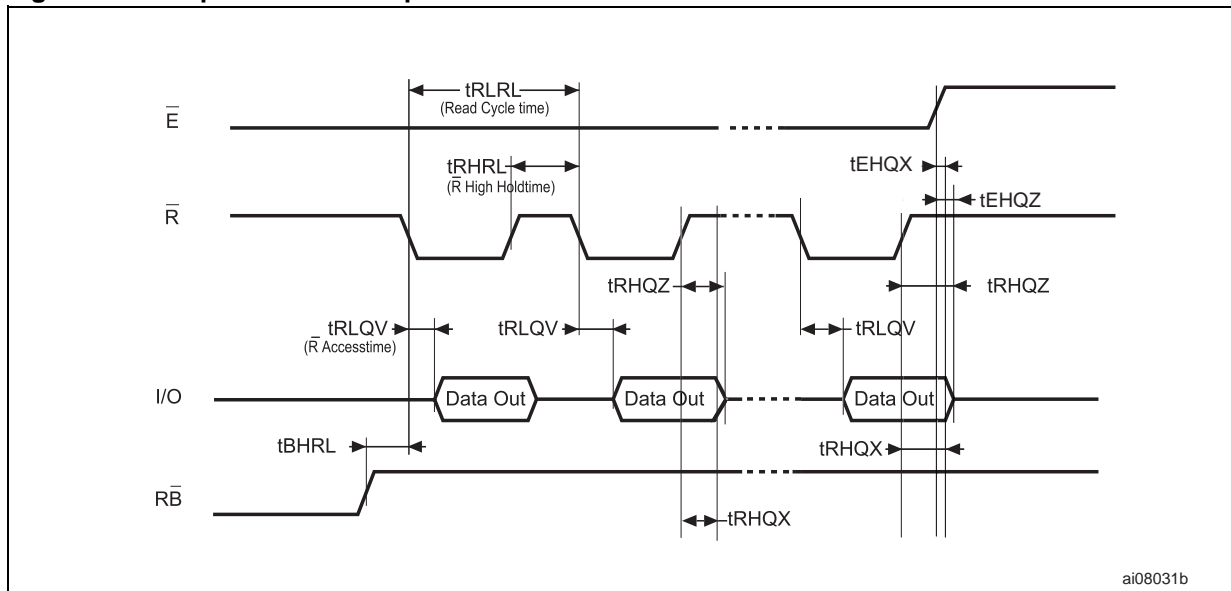 tRLRL
(Read Cycle time)
E̅
tRHRL
(R̅ High Holdtime)
tEHQX
tEHQZ
R̅
tRHQZ
tRHQZ
tRLQV
(R̅ Accesstime)
tRLQV
tRLQV
I/O
Data Out
Data Out
Data Out
tBHRL
tRHQX
RB̅
tRHQX
ai08031b